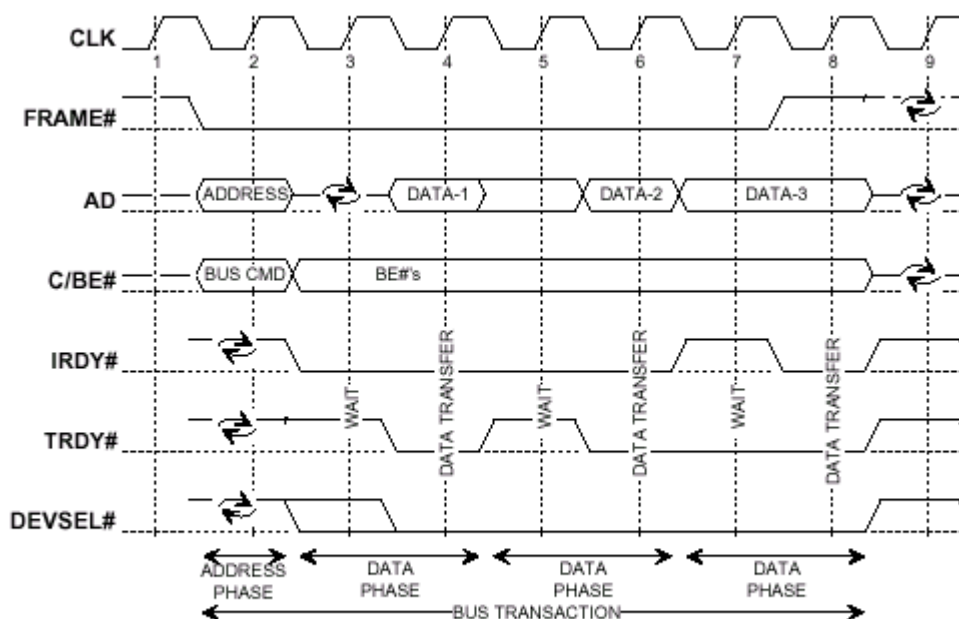 CLK
1 2 3 4 5 6 7 8 9
FRAME#
AD ADDRESS DATA-1 DATA-2 DATA-3
C/BE# BUS CMD BE#'s
IRDY#
WAIT DATA TRANSFER WAIT DATA TRANSFER WAIT DATA TRANSFER
TRDY#
DEVSEL#
ADDRESS DATA DATA DATA
PHASE PHASE PHASE PHASE
BUS TRANSACTION